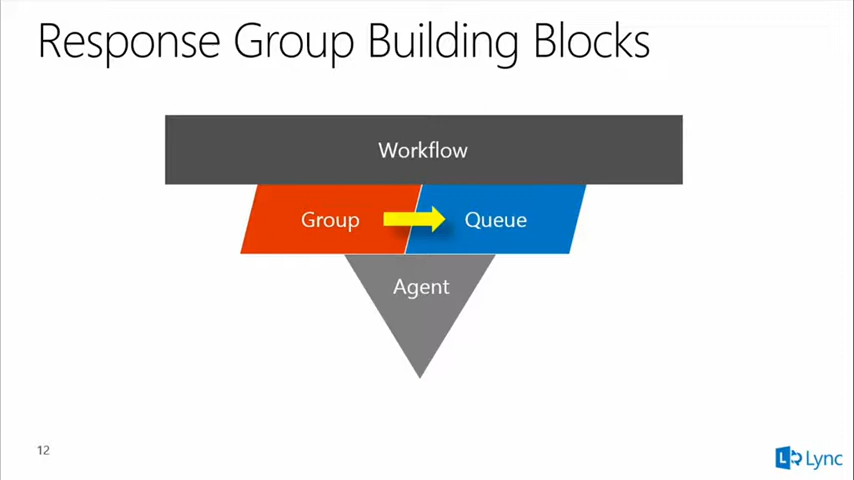 Response Group Building Blocks
Workflow
Group
Queue
Agent
12
L Lync